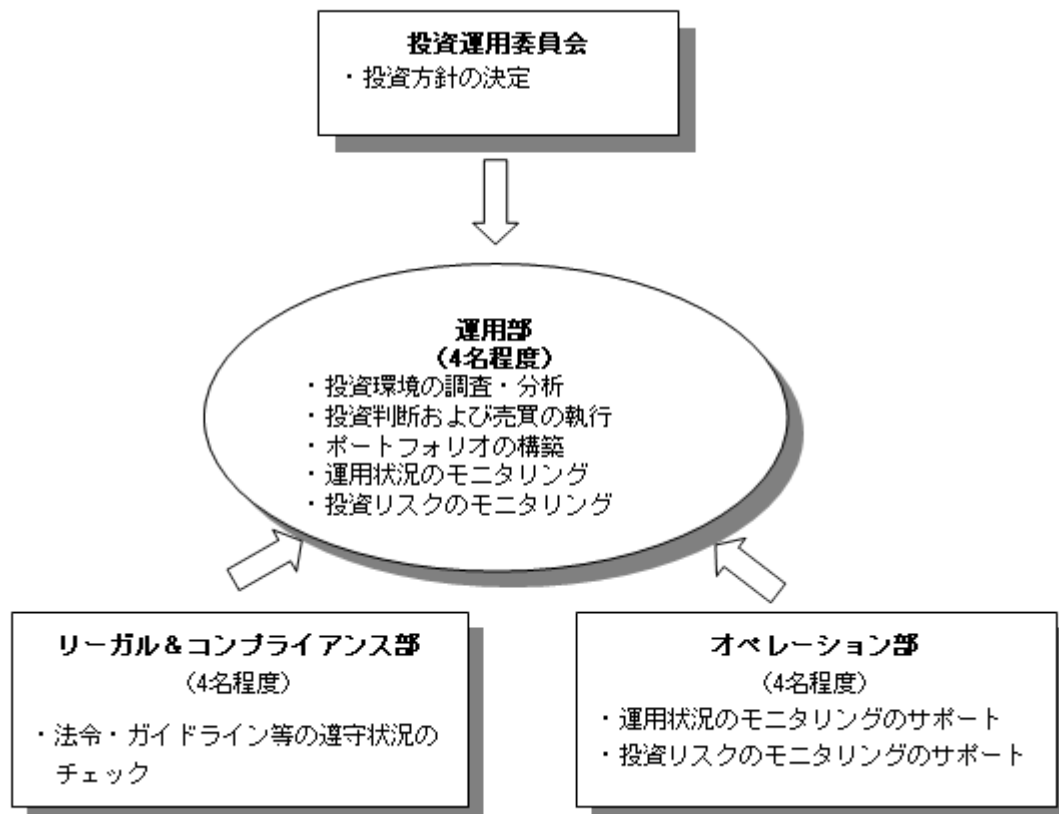 投資運用委員会
・投資方針の決定
運用部
(4名程度)
・投資環境の調査・分析
・投資判断および売買の執行
・ポートフォリオの構築
・運用状況のモニタリング
・投資リスクのモニタリング
リーガル＆コンプライアンス部
（4名程度）
・法令・ガイドライン等の遵守状況の
チェック
オペレーション部
（4名程度）
・運用状況のモニタリングのサポート
・投資リスクのモニタリングのサポート